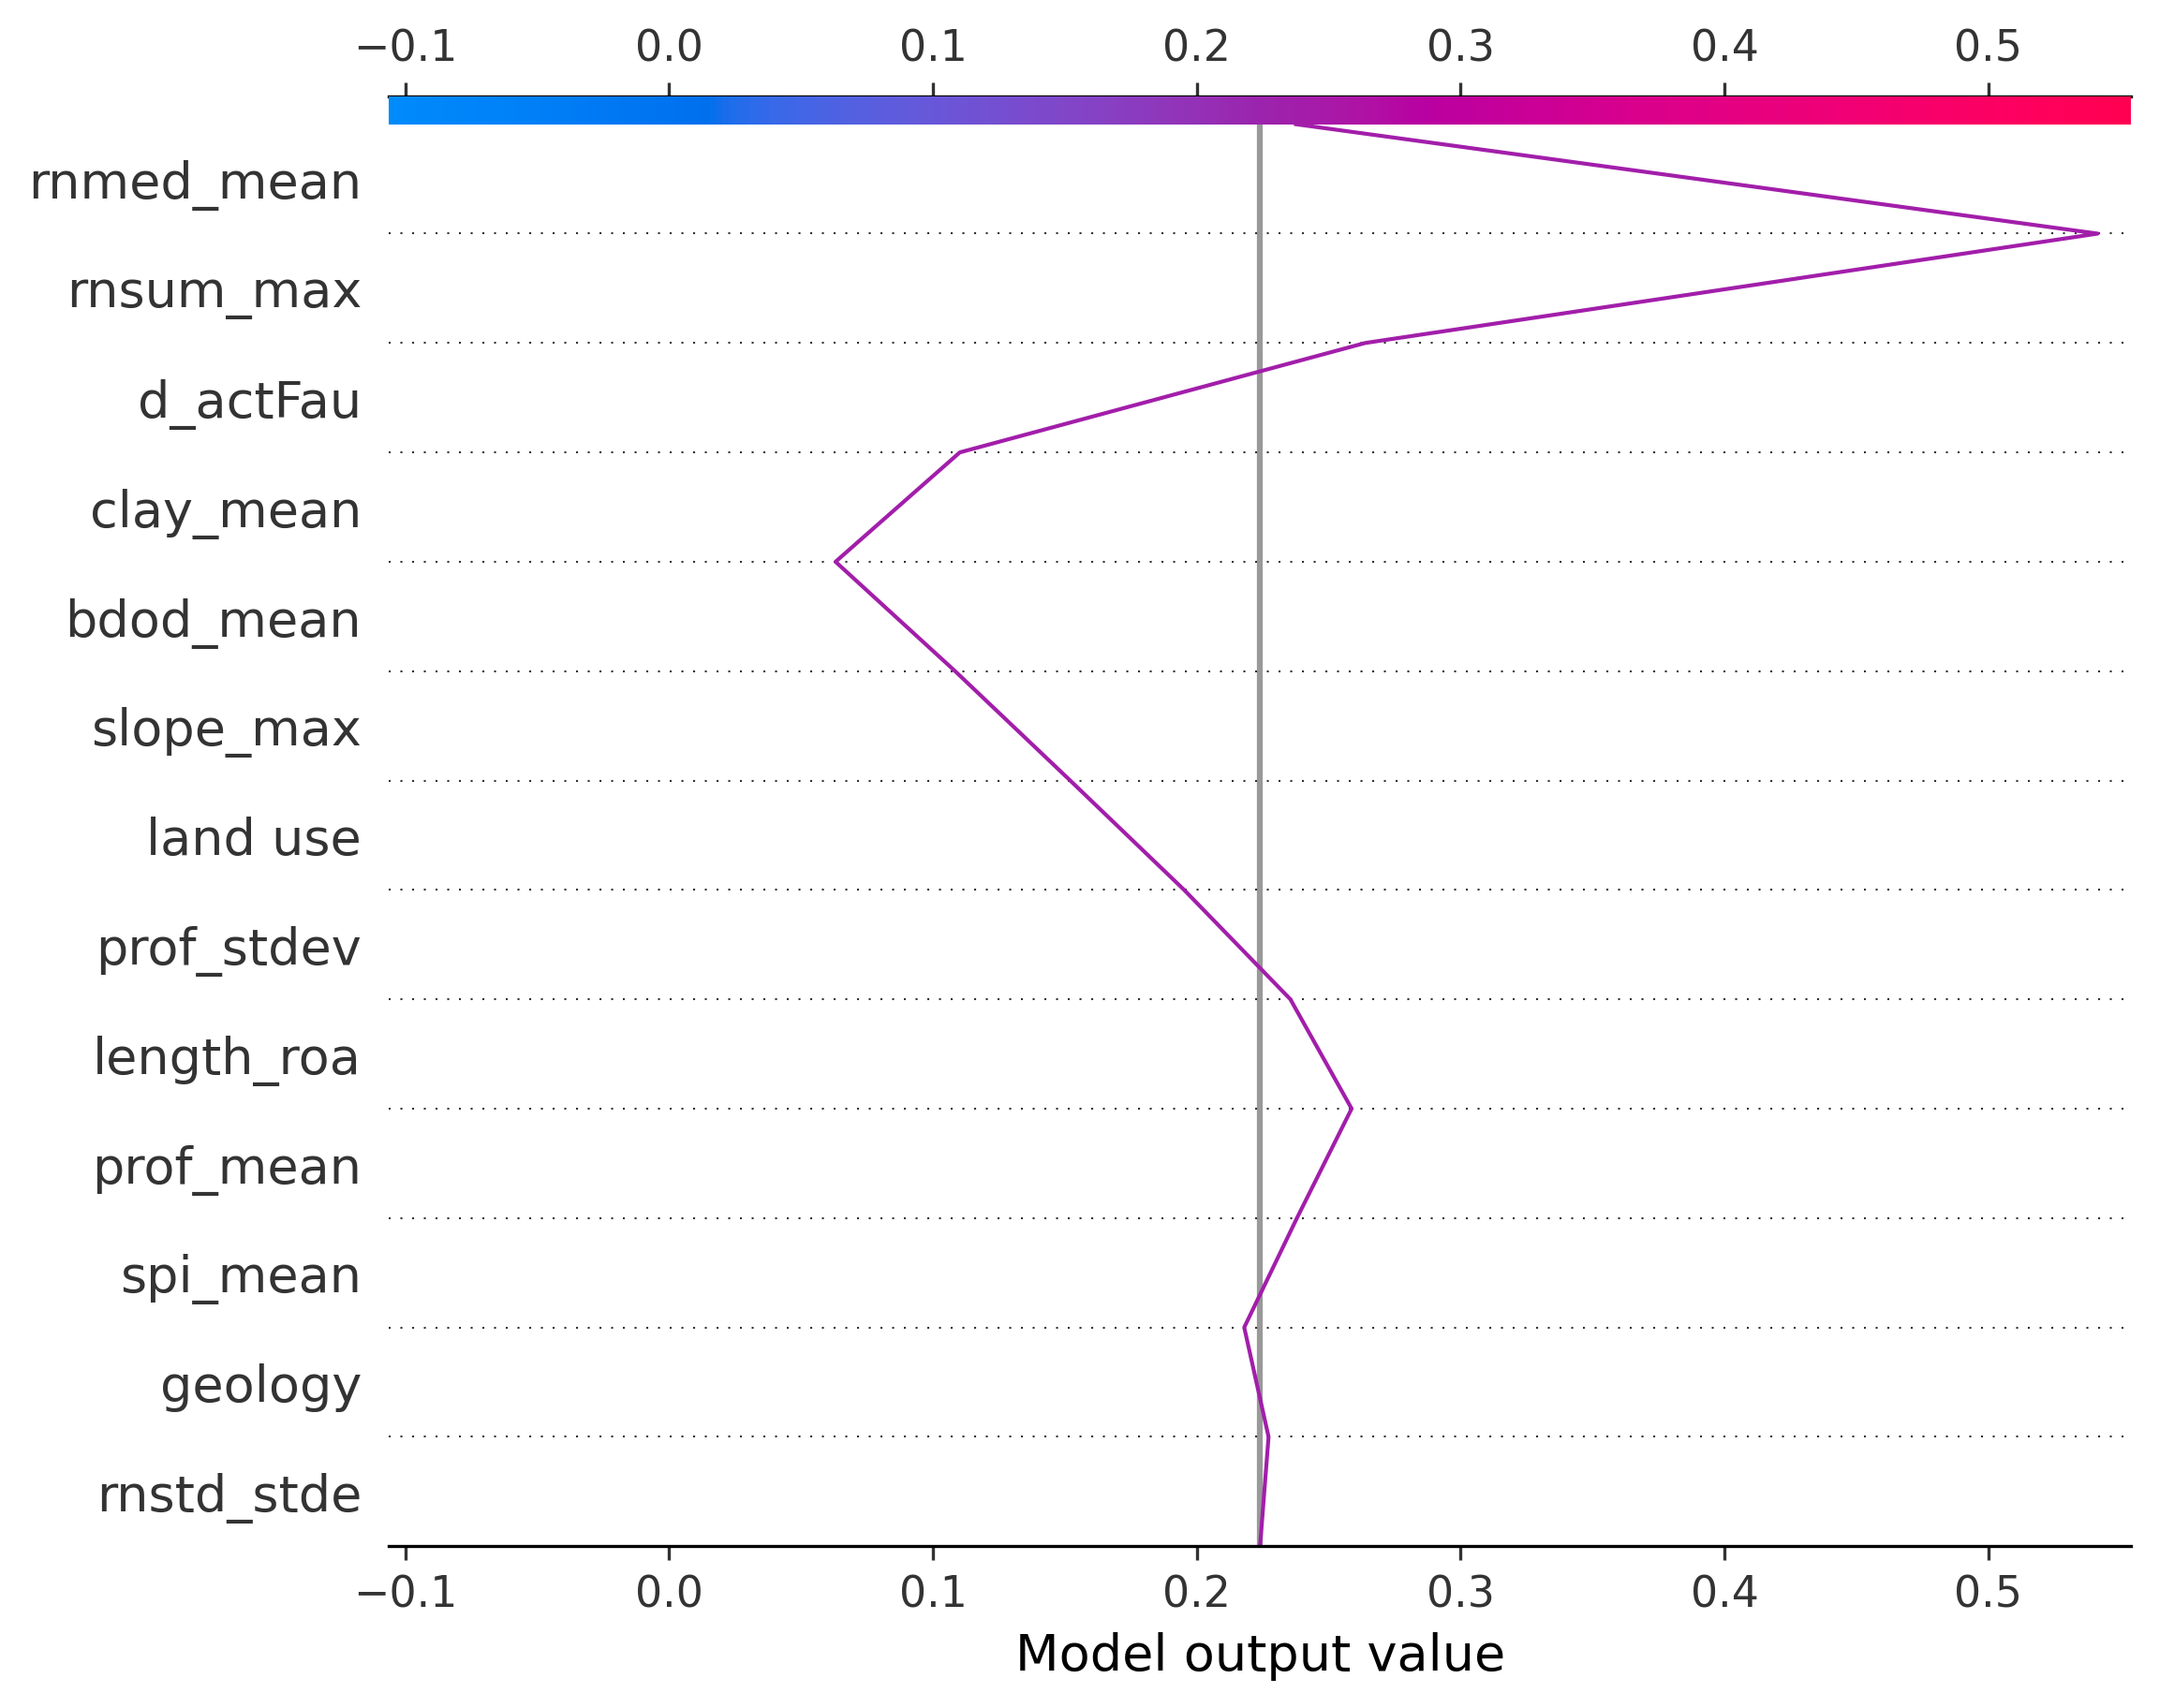 −0.1 0.0 0.1 0.2 0.3 0.4 0.5
rnmed_mean
rnsum_max
d_actFau
clay_mean
bdod_mean
slope_max
land use
prof_stdev
length_roa
prof_mean
spi_mean
geology
rnstd_stde
−0.1 0.0 0.1 0.2 0.3 0.4 0.5
Model output value